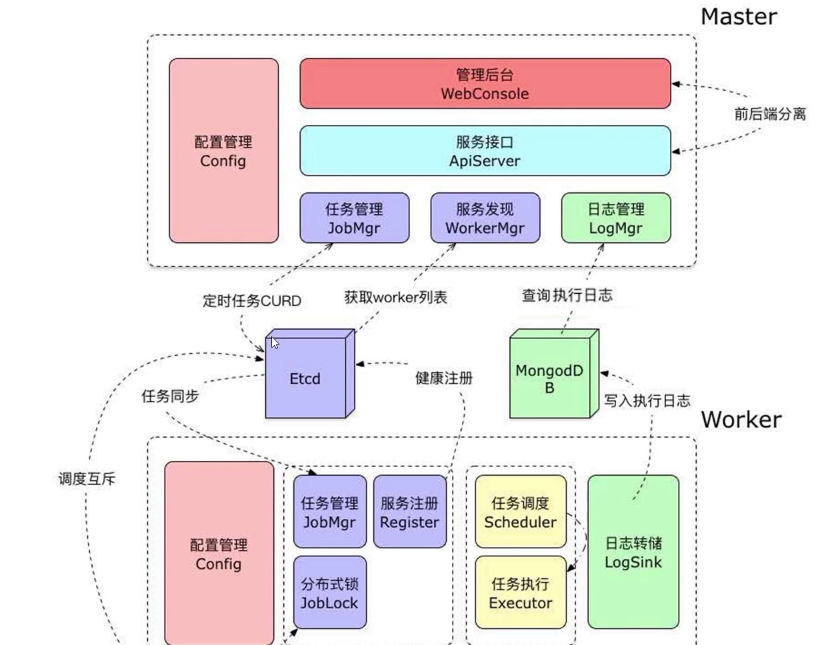 Master
管理后台
WebConsole
前后端分离
配置管理
Config
服务接口
ApiServer
任务管理
JobMgr
服务发现
WorkerMgr
日志管理
LogMgr
定时任务CURD
获取worker列表
查询执行日志
Etcd
MongodD
B
健康注册
任务同步
写入执行日志
Worker
调度互斥
配置管理
Config
任务管理
JobMgr
服务注册
Register
任务调度
Scheduler
日志转储
LogSink
分布式锁
JobLock
任务执行
Executor